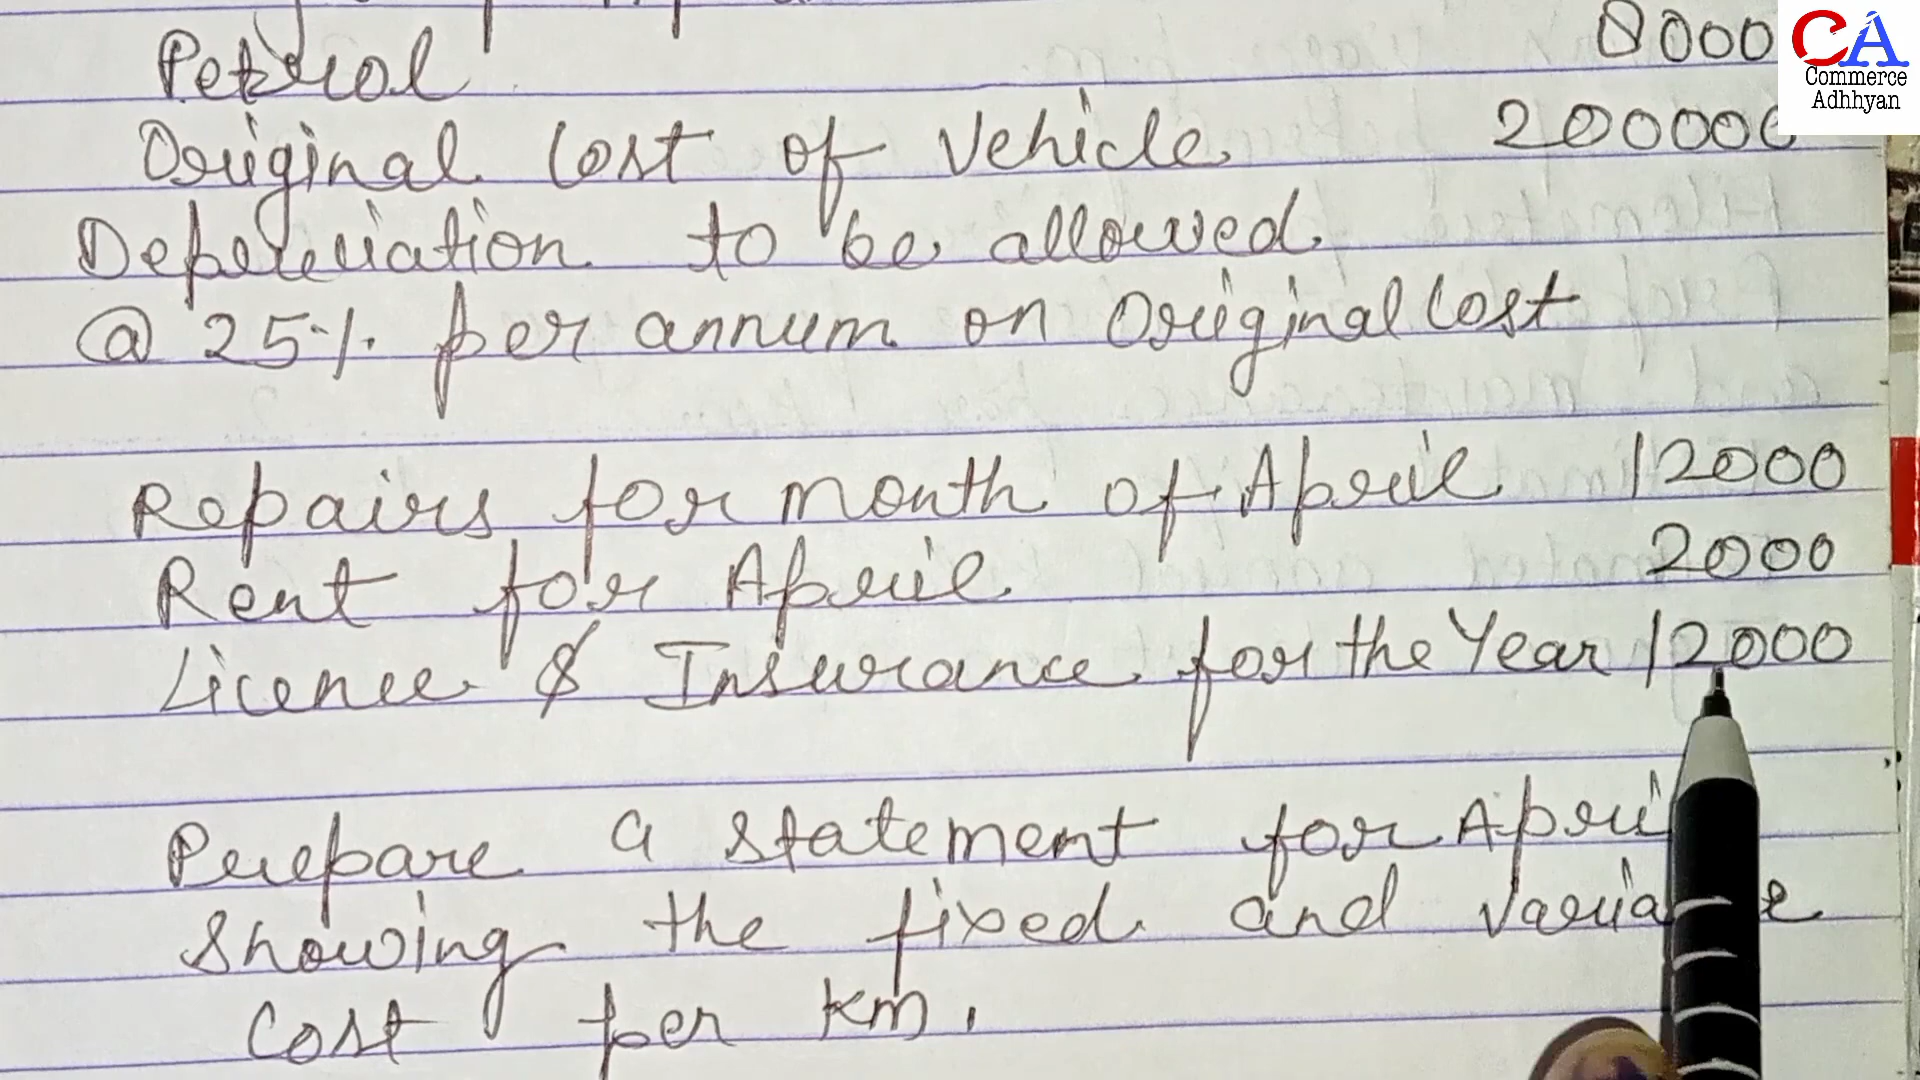 Petrol 8000
Original Cost of Vehicle 200000
Depreciation to be allowed
@ 25% per annum on Original Cost
Repairs for month of April 12000
Rent for April 2000
Licence & Insurance for the Year 12000
Prepare a statement for April
showing the fixed and variable
Cost per km.
CA
Commerce
Adhhyan